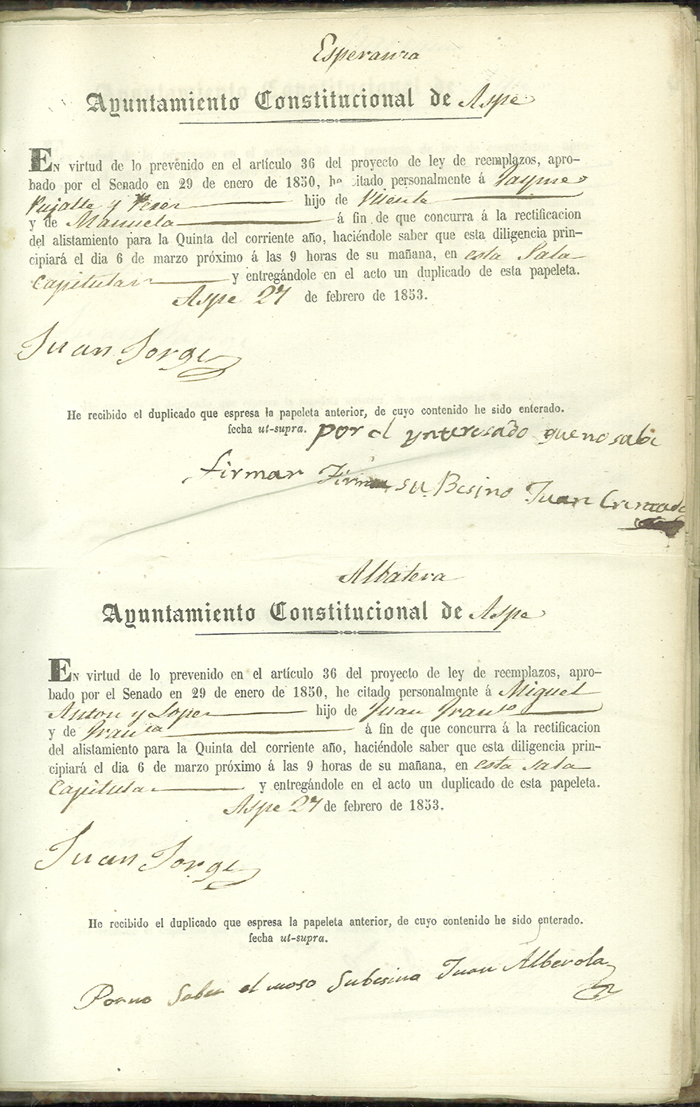 Esperanza
Ayuntamiento Constitucional de Aspe
EN virtud de lo prevenido en el artículo 36 del proyecto de ley de reemplazos, apro-
bado por el Senado en 29 de enero de 1850, he citado personalmente á Jayme
Pujalte y hijo de Vicente
y de Manuela á fin de que concurra á la rectificacion
del alistamiento para la Quinta del corriente año, haciéndole saber que esta diligencia prin-
cipiará el dia 6 de marzo próximo á las 9 horas de su mañana, en esta Sala
Capitular y entregándole en el acto un duplicado de esta papeleta.
Aspe 27 de febrero de 1853.
Juan Jorge
He recibido el duplicado que espresa la papeleta anterior, de cuyo contenido he sido enterado.
fecha ut-supra. por el ynteresado que no sabe
firmar Firma su Besino Juan
Albatera
Ayuntamiento Constitucional de Aspe
EN virtud de lo prevenido en el artículo 36 del proyecto de ley de reemplazos, apro-
bado por el Senado en 29 de enero de 1850, he citado personalmente á Miguel
Anton y Lopez hijo de Juan Franco
y de Franca á fin de que concurra á la rectificacion
del alistamiento para la Quinta del corriente año, haciéndole saber que esta diligencia prin-
cipiará el dia 6 de marzo próximo á las 9 horas de su mañana, en esta Sala
Capitular y entregándole en el acto un duplicado de esta papeleta.
Aspe 27 de febrero de 1853.
Juan Jorge
He recibido el duplicado que espresa la papeleta anterior, de cuyo contenido he sido enterado.
fecha ut-supra.
Por no Saber el moso Subesino Juan Alberola